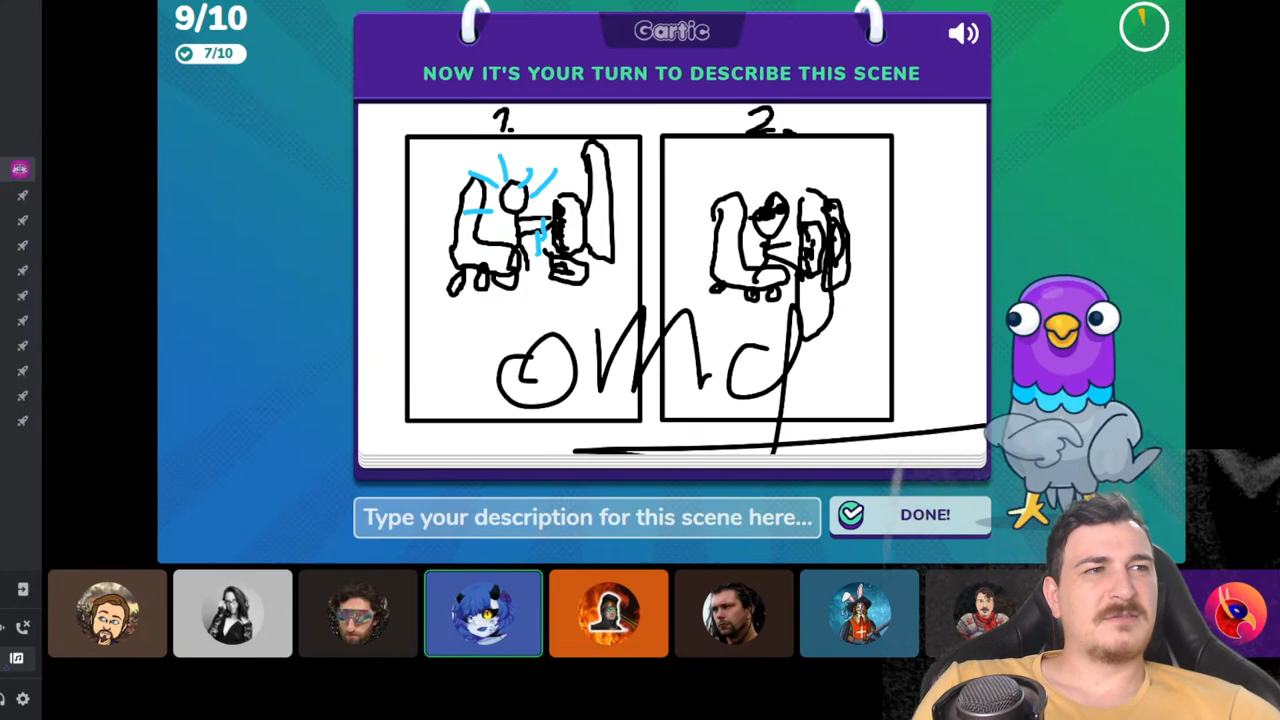 9/10
7/10
Gartic
NOW IT'S YOUR TURN TO DESCRIBE THIS SCENE
1.
2.
Type your description for this scene here...
DONE!